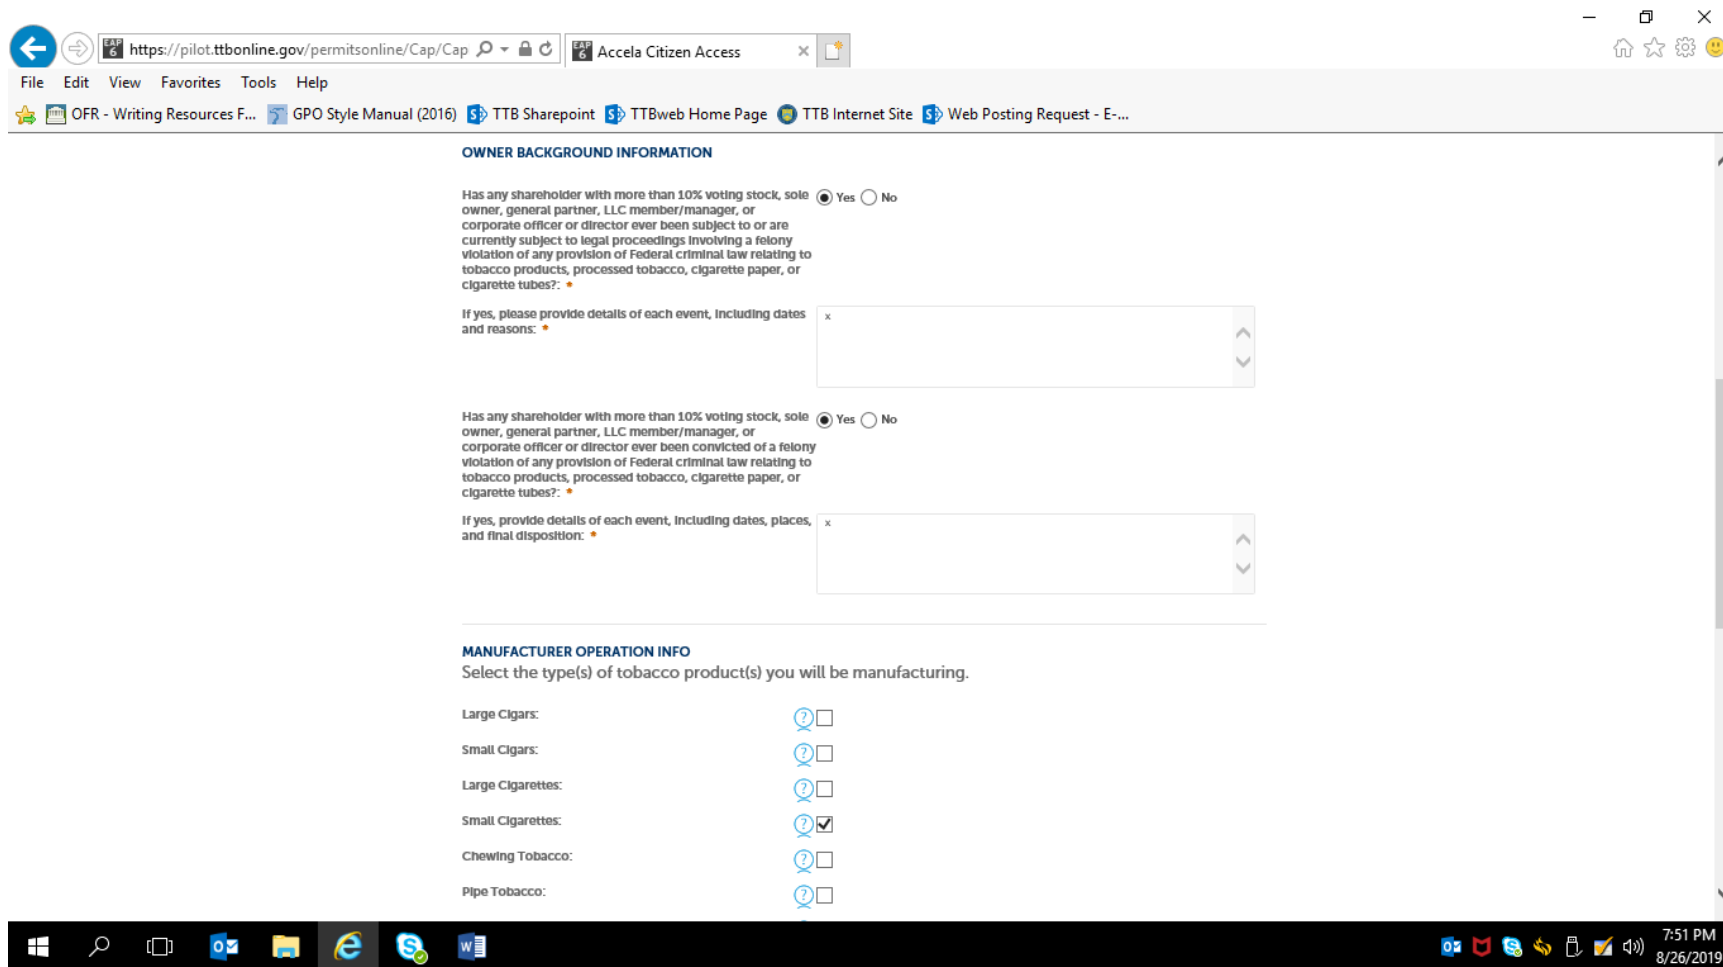 https://pilot.ttbonline.gov/permitsonline/Cap/Cap
Accela Citizen Access
File Edit View Favorites Tools Help
OFR - Writing Resources F... GPO Style Manual (2016) TTB Sharepoint TTBweb Home Page TTB Internet Site Web Posting Request - E-...
OWNER BACKGROUND INFORMATION
Has any shareholder with more than 10% voting stock, sole Yes No
owner, general partner, LLC member/manager, or
corporate officer or director ever been subject to or are
currently subject to legal proceedings involving a felony
violation of any provision of Federal criminal law relating to
tobacco products, processed tobacco, cigarette paper, or
cigarette tubes?: *
If yes, please provide details of each event, including dates x
and reasons: *
Has any shareholder with more than 10% voting stock, sole Yes No
owner, general partner, LLC member/manager, or
corporate officer or director ever been convicted of a felony
violation of any provision of Federal criminal law relating to
tobacco products, processed tobacco, cigarette paper, or
cigarette tubes?: *
If yes, provide details of each event, including dates, places, x
and final disposition: *
MANUFACTURER OPERATION INFO
Select the type(s) of tobacco product(s) you will be manufacturing.
Large Cigars: ?
Small Cigars: ?
Large Cigarettes: ?
Small Cigarettes: ?
Chewing Tobacco: ?
Pipe Tobacco: ?
7:51 PM
8/26/2019